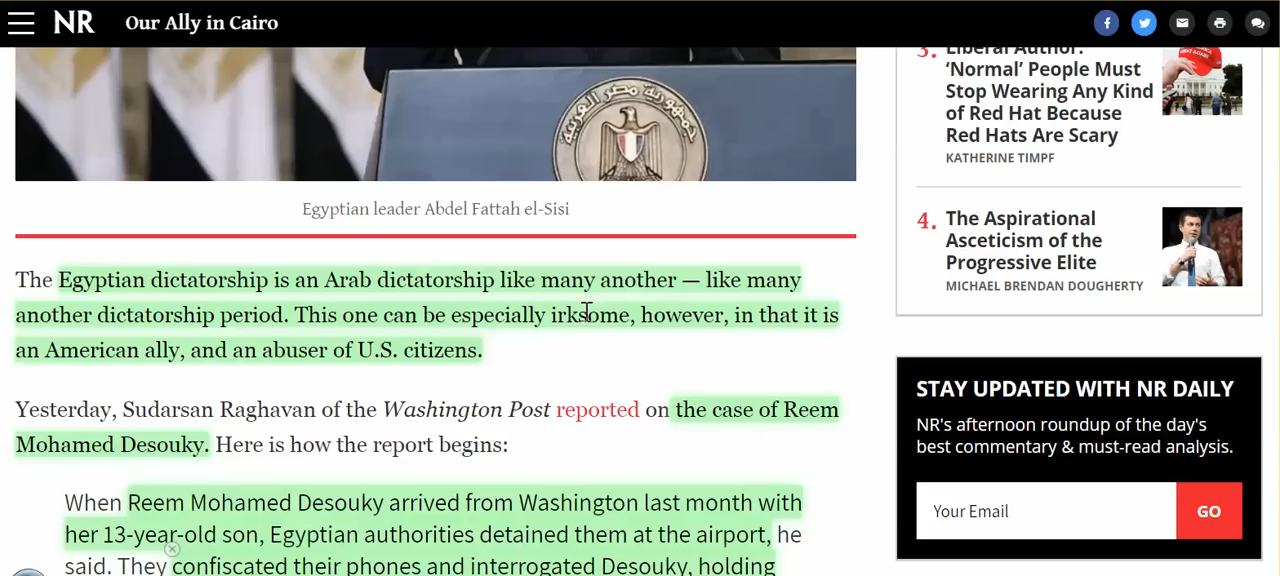 NR Our Ally in Cairo
جمهورية مصر العربية
Egyptian leader Abdel Fattah el-Sisi
The Egyptian dictatorship is an Arab dictatorship like many another — like many
another dictatorship period. This one can be especially irksome, however, in that it is
an American ally, and an abuser of U.S. citizens.
Yesterday, Sudarsan Raghavan of the Washington Post reported on the case of Reem
Mohamed Desouky. Here is how the report begins:
When Reem Mohamed Desouky arrived from Washington last month with
her 13-year-old son, Egyptian authorities detained them at the airport, he
said. They confiscated their phones and interrogated Desouky, holding
3. Liberal Author:
‘Normal’ People Must
Stop Wearing Any Kind
of Red Hat Because
Red Hats Are Scary
KATHERINE TIMPF
4. The Aspirational
Asceticism of the
Progressive Elite
MICHAEL BRENDAN DOUGHERTY
STAY UPDATED WITH NR DAILY
NR's afternoon roundup of the day's
best commentary & must-read analysis.
Your Email GO